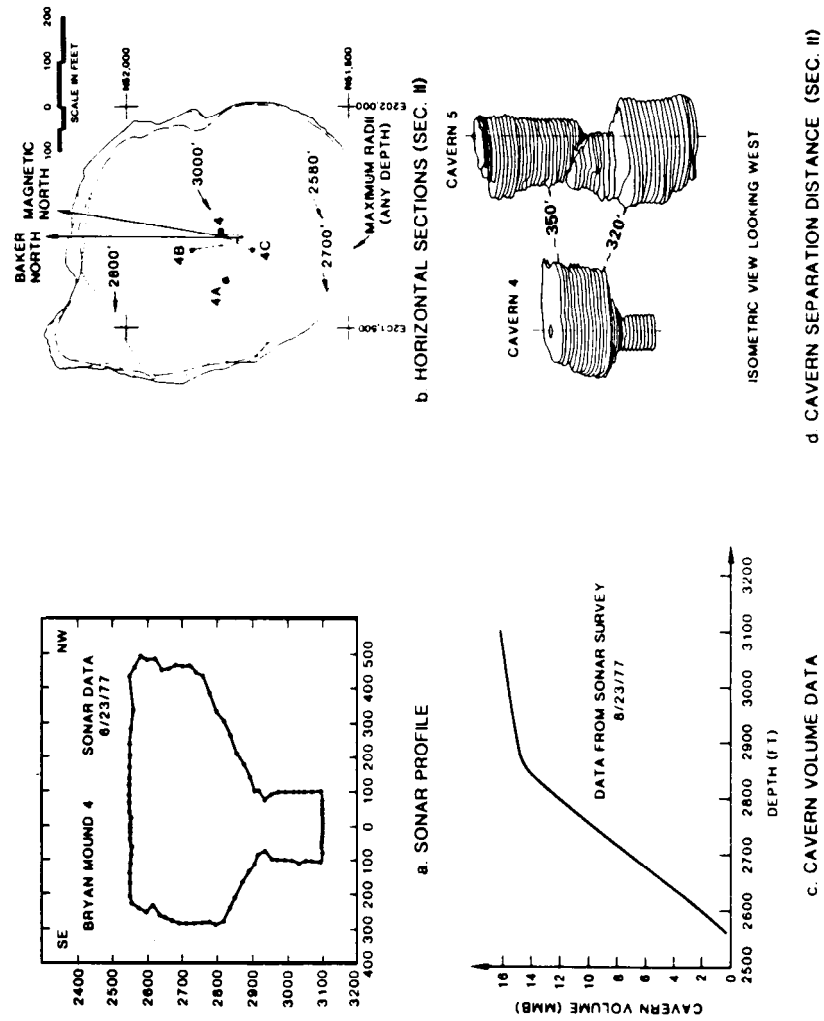 SE
NW
BRYAN MOUND 4
SONAR DATA
6/23/77
2400
2500
2600
2700
2800
2900
3000
3100
3200
400 300 200 100 0 100 200 300 400 500
a. SONAR PROFILE
BAKER NORTH
MAGNETIC NORTH
100 0 100 200
SCALE IN FEET
N52,000
N51,500
E201,500
E202,000
2800'
3000'
4B
4
4A
4C
2580'
2700'
MAXIMUM RADII
(ANY DEPTH)
b. HORIZONTAL SECTIONS (SEC. II)
CAVERN VOLUME (MMB)
16
14
12
10
8
6
4
2
0
2500 2600 2700 2800 2900 3000 3100 3200
DEPTH (FT)
DATA FROM SONAR SURVEY
8/23/77
c. CAVERN VOLUME DATA
CAVERN 4
CAVERN 5
350'
320'
ISOMETRIC VIEW LOOKING WEST
d. CAVERN SEPARATION DISTANCE (SEC. II)